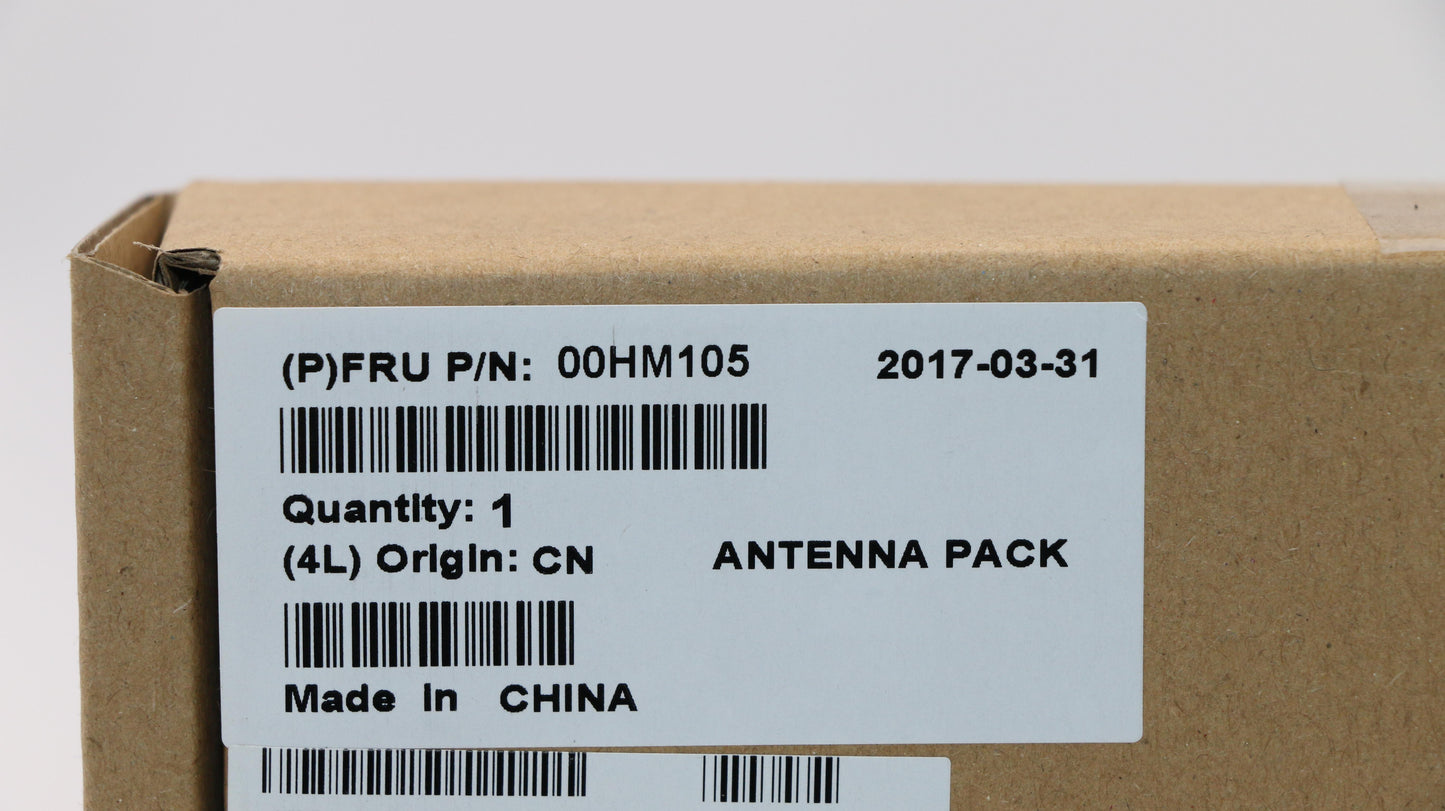 (P)FRU P/N: 00HM105 2017-03-31
Quantity: 1
(4L) Origin: CN ANTENNA PACK
Made in CHINA